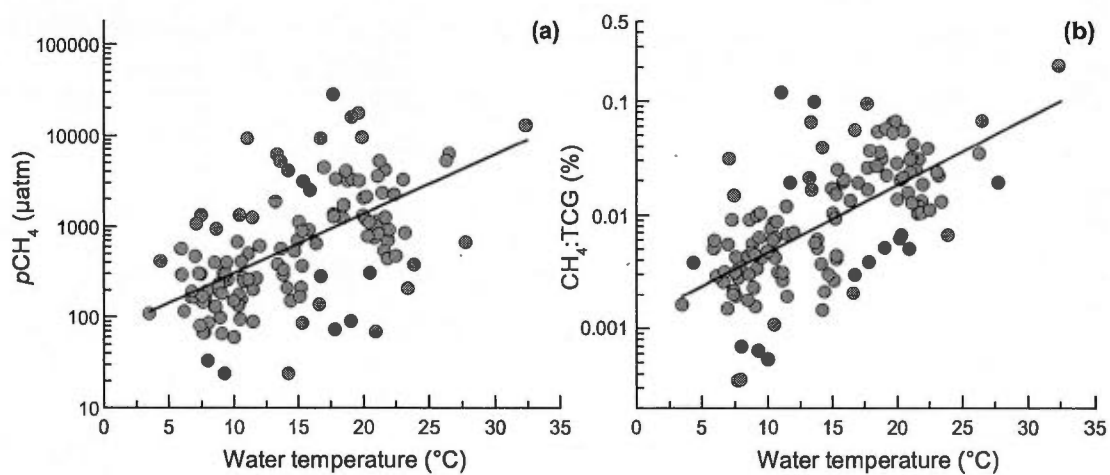 (a)
100000
10000
1000
100
10
pCH₄ (µatm)
0 5 10 15 20 25 30 35
Water temperature (°C)
(b)
0.5
0.1
0.01
0.001
CH₄:TCG (%)
0 5 10 15 20 25 30 35
Water temperature (°C)